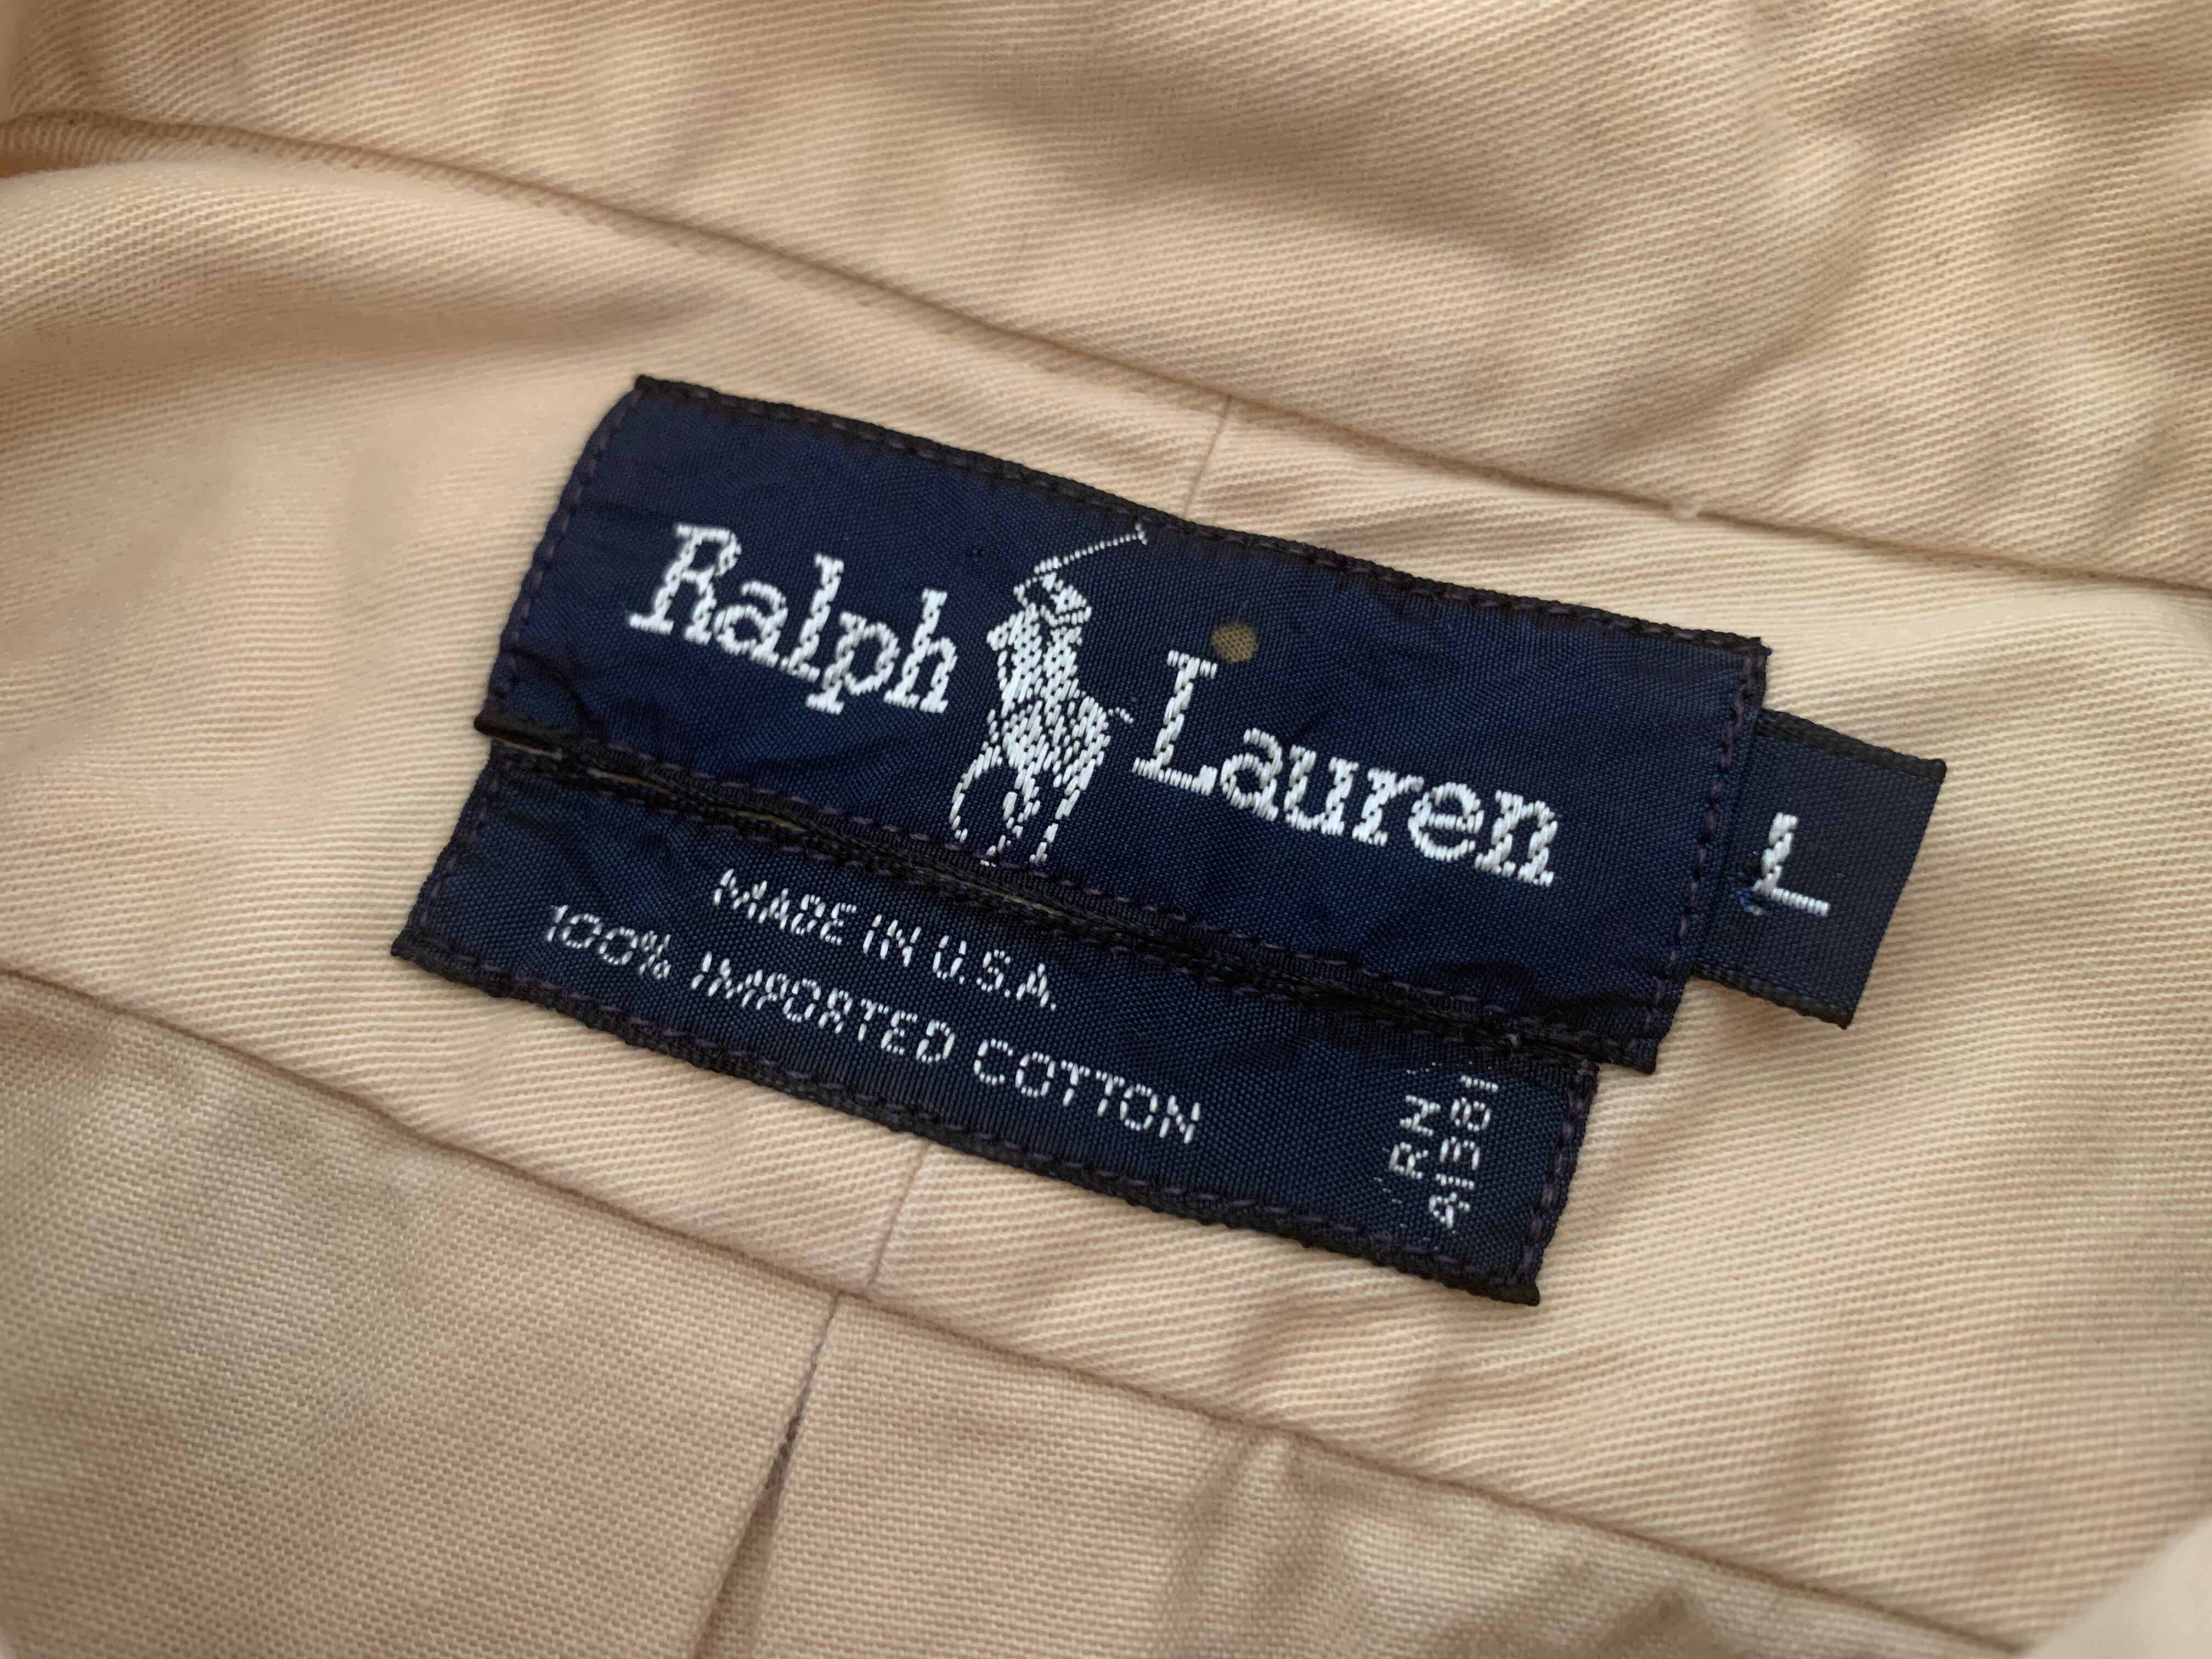 Ralph Lauren
L
MADE IN U.S.A.
100% IMPORTED COTTON
RN
41381